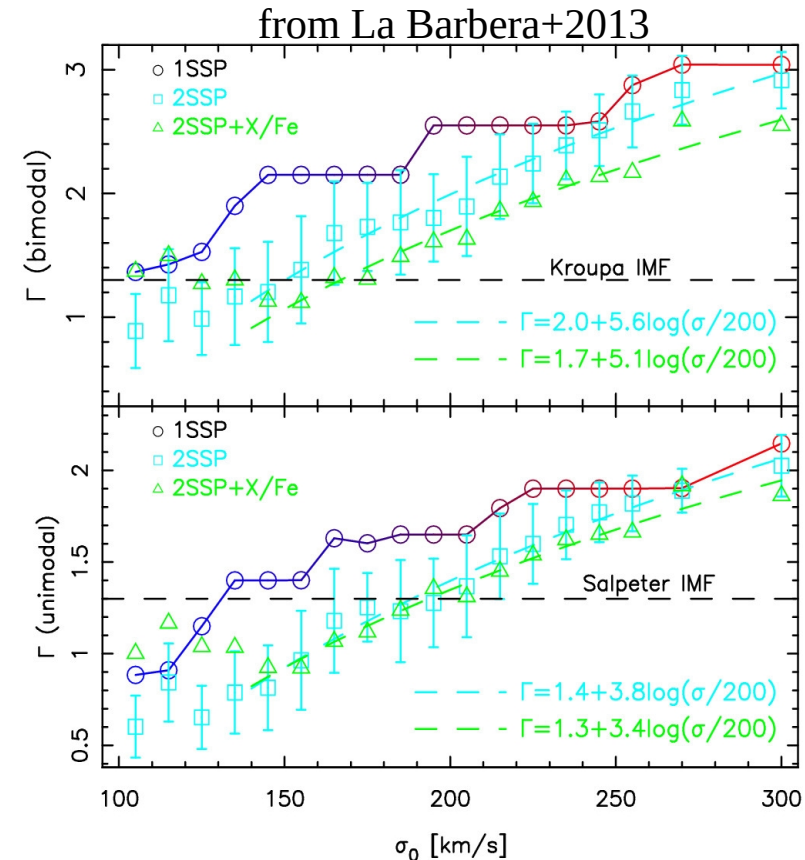 from La Barbera+2013
3
2
1
Γ (bimodal)
1SSP
2SSP
2SSP+X/Fe
Kroupa IMF
Γ=2.0+5.6log(σ/200)
Γ=1.7+5.1log(σ/200)
2
1.5
1
0.5
Γ (unimodal)
1SSP
2SSP
2SSP+X/Fe
Salpeter IMF
Γ=1.4+3.8log(σ/200)
Γ=1.3+3.4log(σ/200)
100 150 200 250 300
σ₀ [km/s]